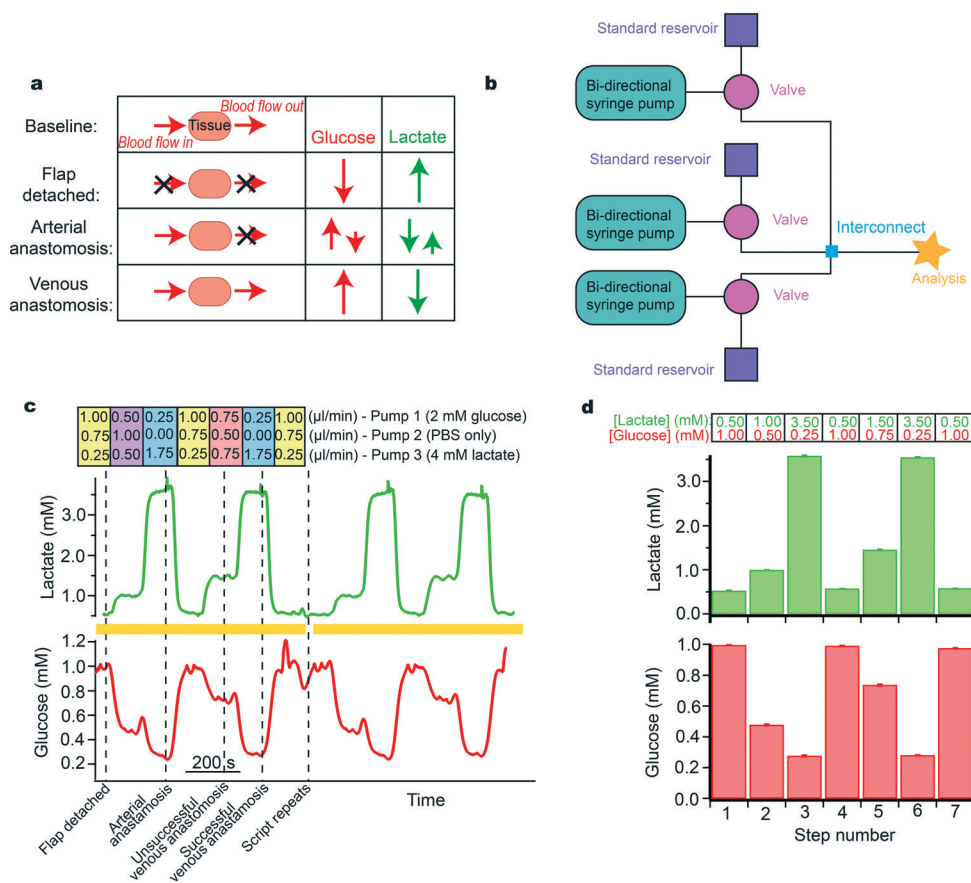 a
Blood flow out
Baseline:
Tissue
Blood flow in
Glucose
Lactate
Flap
detached:
Arterial
anastomosis:
Venous
anastomosis:
b
Standard reservoir
Bi-directional
syringe pump
Valve
Standard reservoir
Bi-directional
syringe pump
Valve
Interconnect
Analysis
Bi-directional
syringe pump
Valve
Standard reservoir
c
1.00 0.50 0.25 1.00 0.75 0.25 1.00 (µl/min) - Pump 1 (2 mM glucose)
0.75 1.00 0.00 0.75 0.50 0.00 0.75 (µl/min) - Pump 2 (PBS only)
0.25 0.50 1.75 0.25 0.75 1.75 0.25 (µl/min) - Pump 3 (4 mM lactate)
Lactate (mM)
3.0
2.0
1.0
Glucose (mM)
1.2
1.0
0.8
0.6
0.4
0.2
200 s
Flap detached
Arterial
anastamosis
Unsuccessful
venous anastomosis
Successful
venous anastamosis
Script repeats
Time
d
[Lactate] (mM): 0.50 1.00 3.50 0.50 1.50 3.50 0.50
[Glucose] (mM) 1.00 0.50 0.25 1.00 0.75 0.25 1.00
Lactate (mM)
3.0
2.0
1.0
0.0
Glucose (mM)
1.0
0.8
0.6
0.4
0.2
0.0
1 2 3 4 5 6 7
Step number